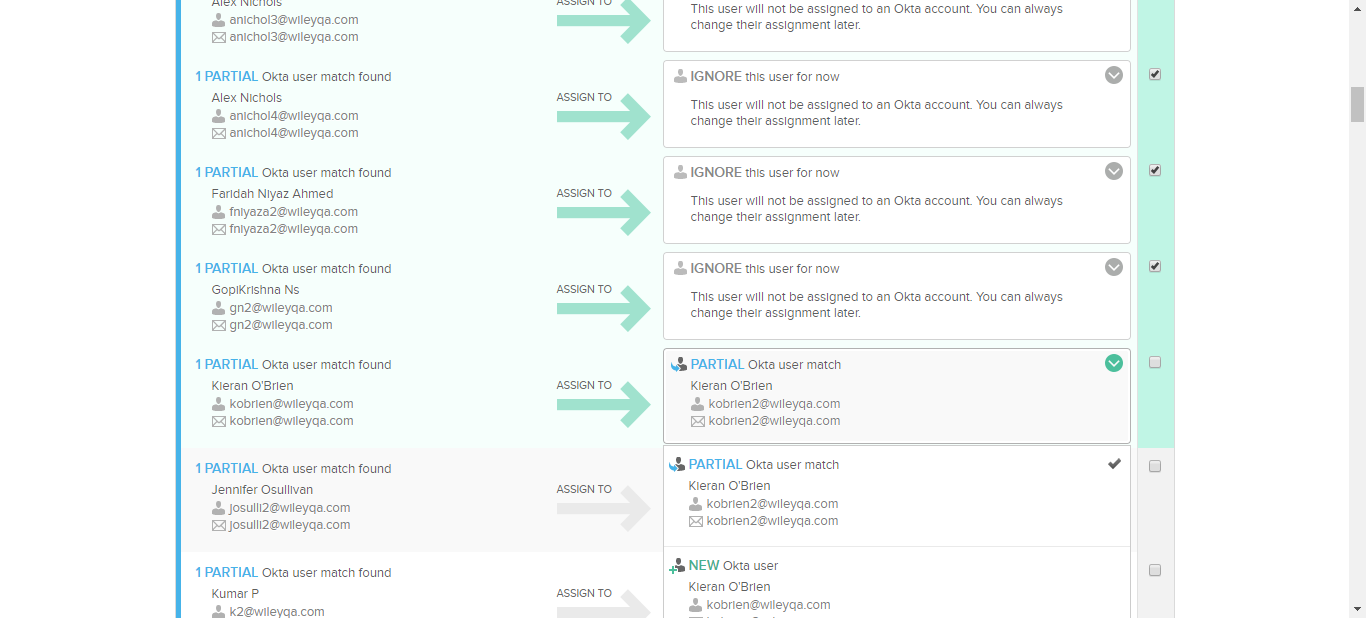 Alex Nichols
anichol3@wileyqa.com
anichol3@wileyqa.com
ASSIGN TO
This user will not be assigned to an Okta account. You can always
change their assignment later.
1 PARTIAL Okta user match found
Alex Nichols
anichol4@wileyqa.com
anichol4@wileyqa.com
ASSIGN TO
IGNORE this user for now
This user will not be assigned to an Okta account. You can always
change their assignment later.
1 PARTIAL Okta user match found
Faridah Niyaz Ahmed
fniyaza2@wileyqa.com
fniyaza2@wileyqa.com
ASSIGN TO
IGNORE this user for now
This user will not be assigned to an Okta account. You can always
change their assignment later.
1 PARTIAL Okta user match found
GopiKrishna Ns
gn2@wileyqa.com
gn2@wileyqa.com
ASSIGN TO
IGNORE this user for now
This user will not be assigned to an Okta account. You can always
change their assignment later.
1 PARTIAL Okta user match found
Kieran O'Brien
kobrien@wileyqa.com
kobrien@wileyqa.com
ASSIGN TO
PARTIAL Okta user match
Kieran O'Brien
kobrien2@wileyqa.com
kobrien2@wileyqa.com
1 PARTIAL Okta user match found
Jennifer Osullivan
josulli2@wileyqa.com
josulli2@wileyqa.com
ASSIGN TO
PARTIAL Okta user match
Kieran O'Brien
kobrien2@wileyqa.com
kobrien2@wileyqa.com
1 PARTIAL Okta user match found
Kumar P
k2@wileyqa.com
ASSIGN TO
NEW Okta user
Kieran O'Brien
kobrien@wileyqa.com